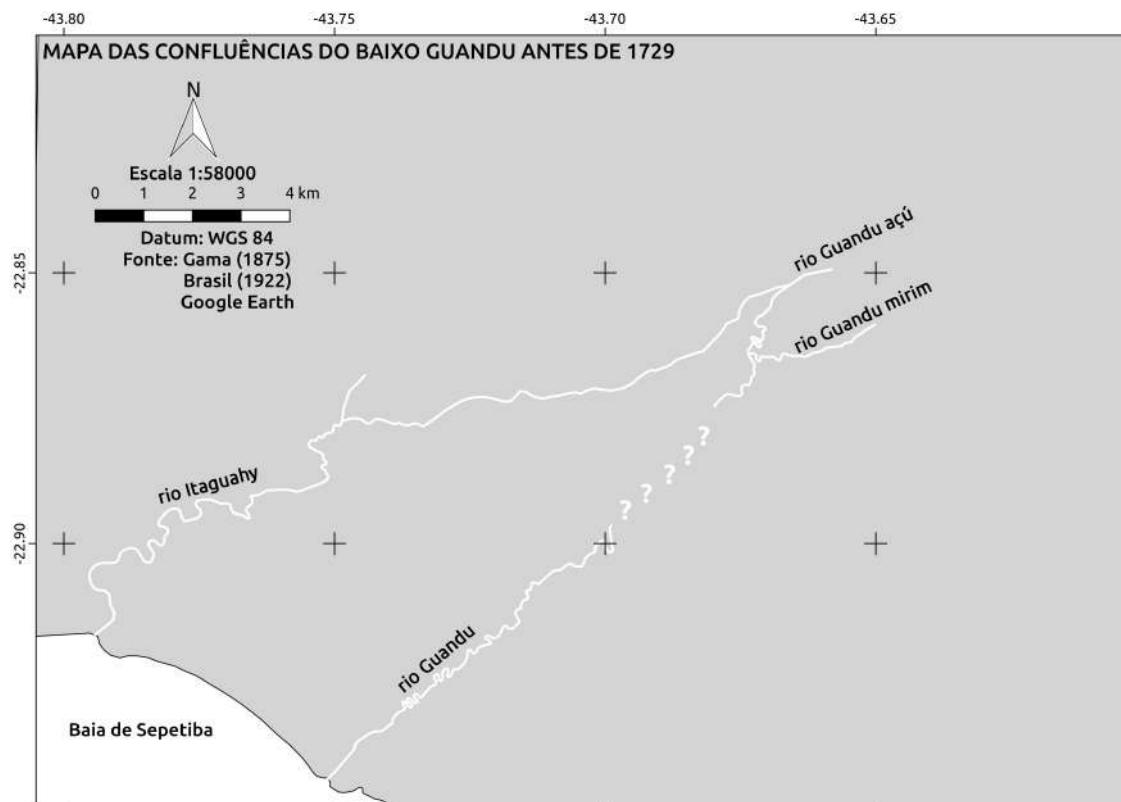 -43.80
-43.75
-43.70
-43.65
MAPA DAS CONFLUÊNCIAS DO BAIXO GUANDU ANTES DE 1729
N
Escala 1:58000
0 1 2 3 4 km
Datum: WGS 84
Fonte: Gama (1875)
Brasil (1922)
Google Earth
-22.85
rio Guandu açú
rio Guandu mirim
? ? ? ? ?
rio Itaguahy
-22.90
rio Guandu
Baia de Sepetiba